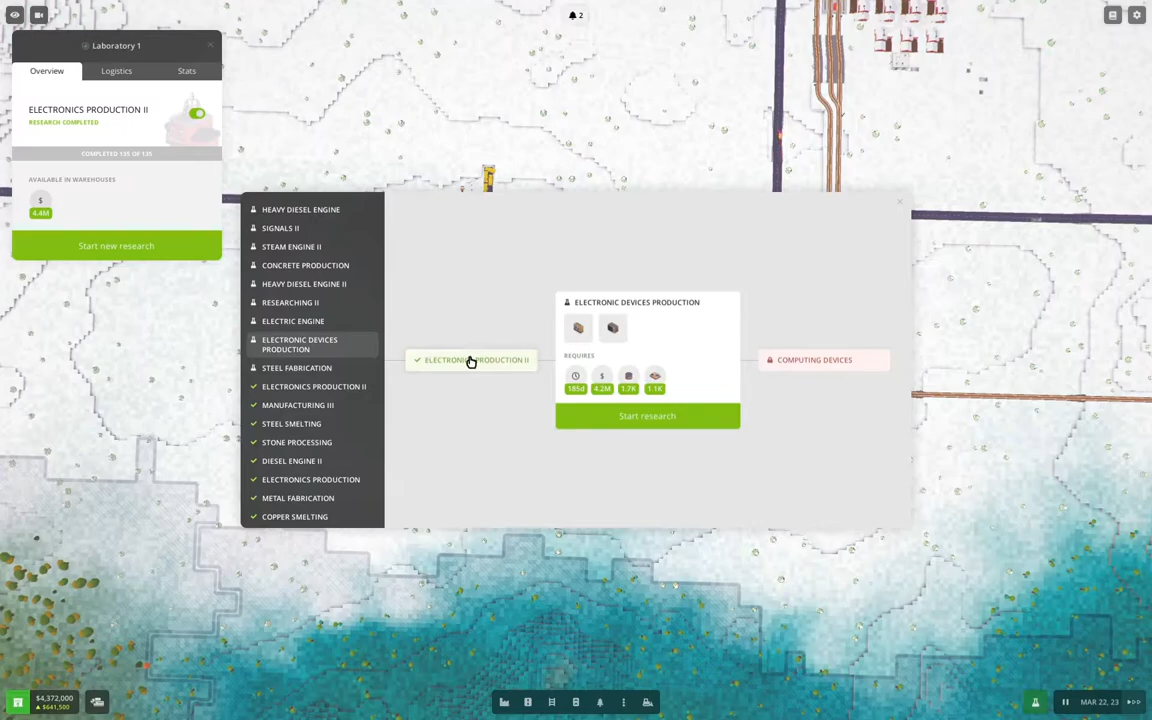 2
Laboratory 1
Overview
Logistics
Stats
ELECTRONICS PRODUCTION II
RESEARCH COMPLETED
COMPLETED 135 OF 135
AVAILABLE IN WAREHOUSES
$
4.4M
Start new research
HEAVY DIESEL ENGINE
SIGNALS II
STEAM ENGINE II
CONCRETE PRODUCTION
HEAVY DIESEL ENGINE II
RESEARCHING II
ELECTRIC ENGINE
ELECTRONIC DEVICES
PRODUCTION
STEEL FABRICATION
ELECTRONICS PRODUCTION II
MANUFACTURING III
STEEL SMELTING
STONE PROCESSING
DIESEL ENGINE II
ELECTRONICS PRODUCTION
METAL FABRICATION
COPPER SMELTING
ELECTRONICS PRODUCTION II
ELECTRONIC DEVICES PRODUCTION
REQUIRES
$
185d 4.2M 1.7K 1.1K
Start research
COMPUTING DEVICES
$4,372,000
▲ $641,500
MAR 22, 23